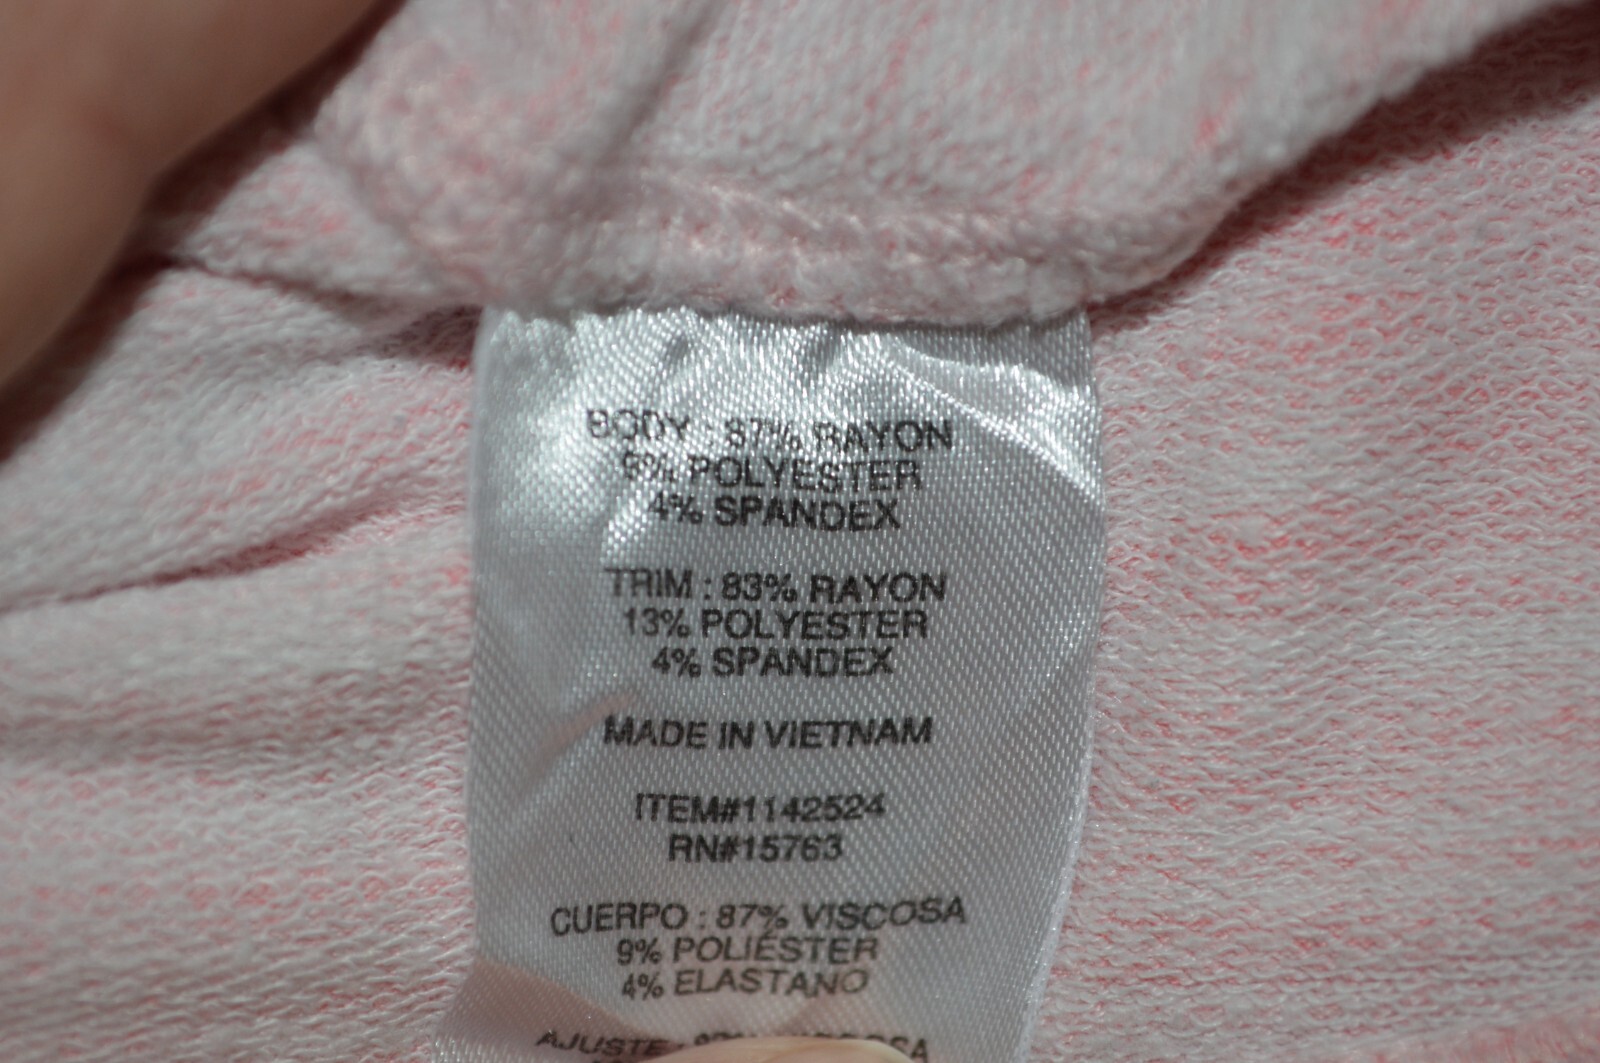 BODY : 87% RAYON
9% POLYESTER
4% SPANDEX
TRIM : 83% RAYON
13% POLYESTER
4% SPANDEX
MADE IN VIETNAM
ITEM#1142524
RN#15763
CUERPO : 87% VISCOSA
9% POLIÉSTER
4% ELASTANO
AJUSTE